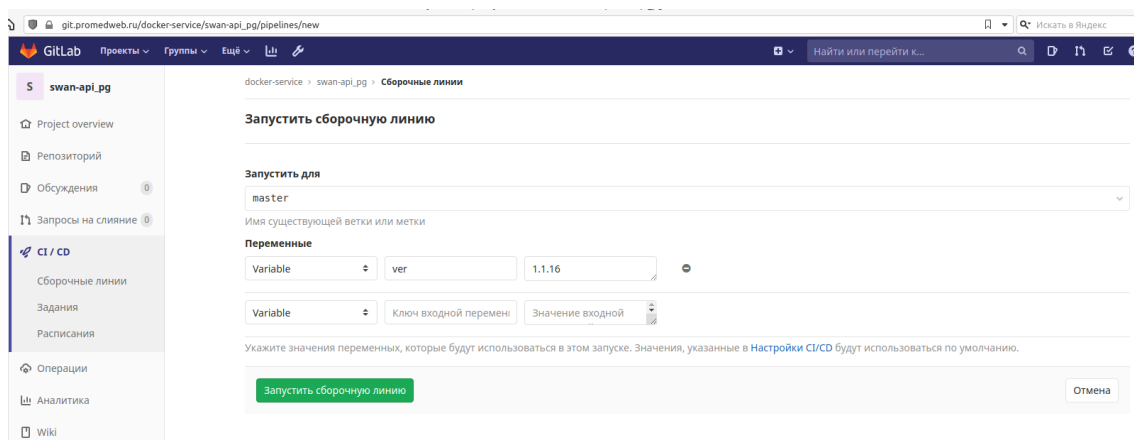 git.promedweb.ru/docker-service/swan-api_pg/pipelines/new
Искать в Яндекс
GitLab Проекты Группы Ещё
Найти или перейти к...
S swan-api_pg
Project overview
Репозиторий
Обсуждения 0
Запросы на слияние 0
CI / CD
Сборочные линии
Задания
Расписания
Операции
Аналитика
Wiki
docker-service > swan-api_pg > Сборочные линии
Запустить сборочную линию
Запустить для
master
Имя существующей ветки или метки
Переменные
Variable ver 1.1.16
Variable Ключ входной перемен Значение входной
Укажите значения переменных, которые будут использоваться в этом запуске. Значения, указанные в Настройки CI/CD будут использоваться по умолчанию.
Запустить сборочную линию
Отмена